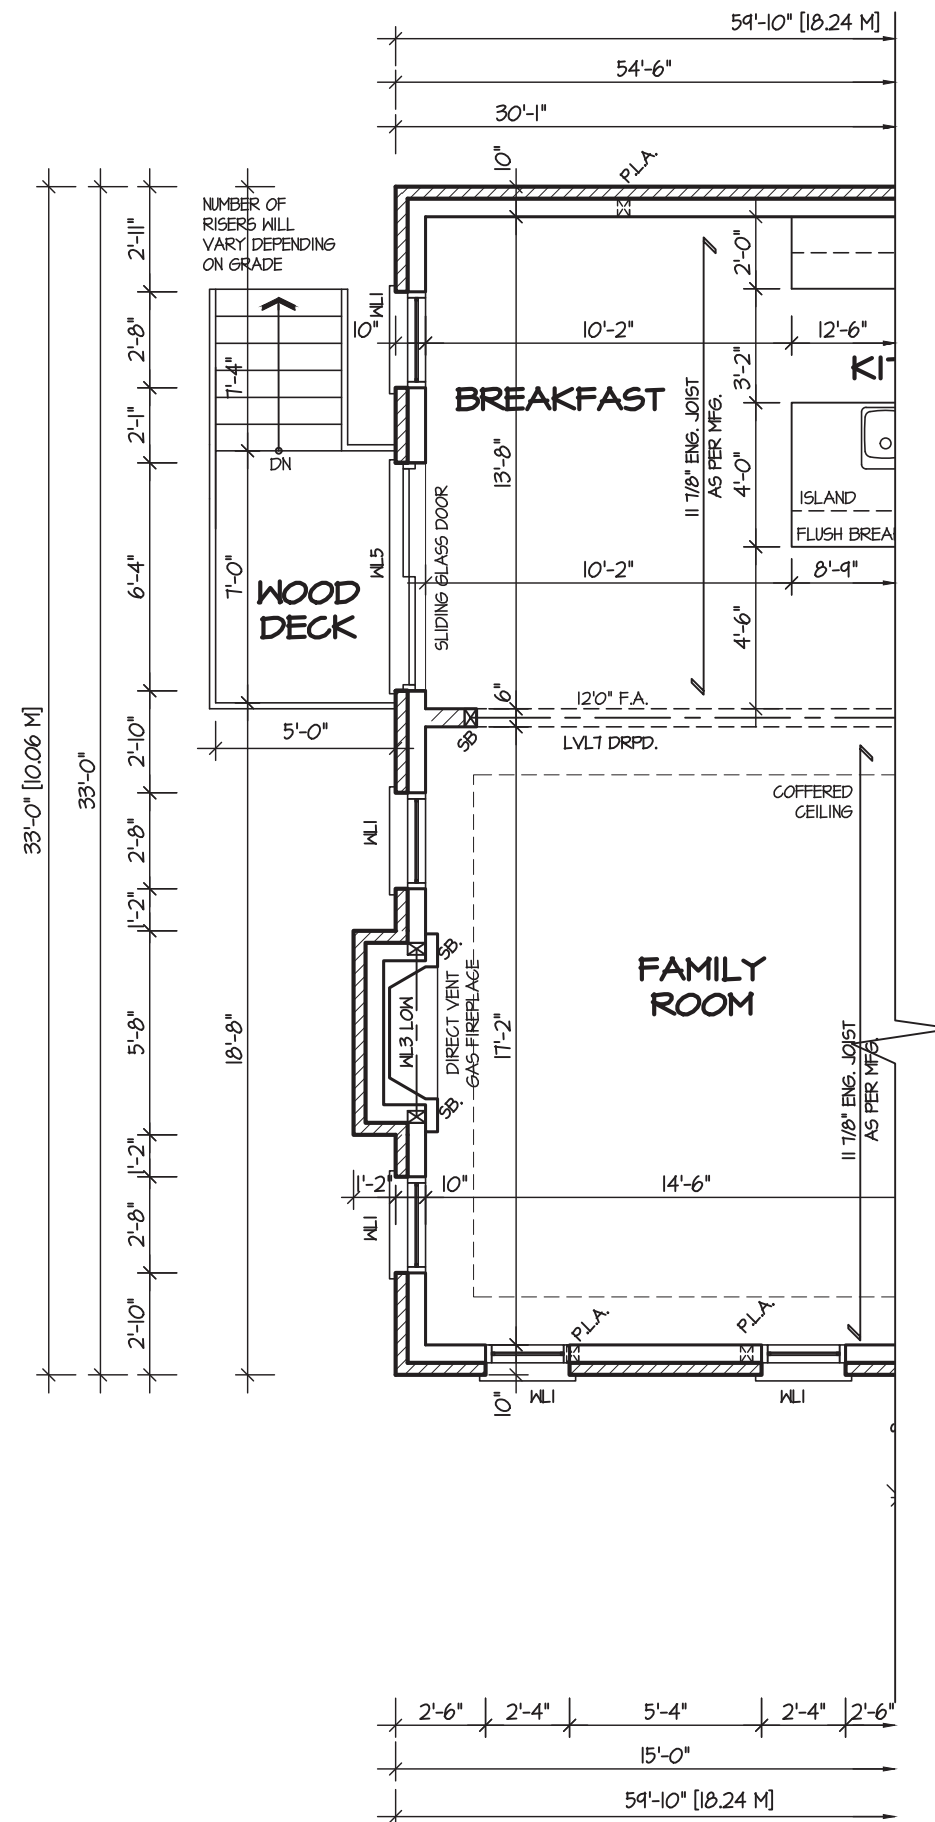 59'-10" [18.24 M]
54'-6"
30'-1"
10"
P.L.A.
NUMBER OF
RISERS WILL
VARY DEPENDING
ON GRADE
2'-11"
2'-0"
WL1
10"
10'-2"
12'-6"
2'-8"
7'-4"
3'-2"
KIT
BREAKFAST
11 7/8" ENG. JOIST
AS PER MFG.
2'-1"
DN
13'-8"
4'-0"
ISLAND
FLUSH BREA
SLIDING GLASS DOOR
WL5
10'-2"
8'-9"
6'-4"
7'-0"
WOOD
DECK
4'-6"
6"
12'0" F.A.
SB
LVL7 DRPD.
5'-0"
2'-10"
33'-0" [10.06 M]
33'-0"
COFFERED
CEILING
WL1
2'-8"
1'-2"
SB.
FAMILY
ROOM
DIRECT VENT
GAS FIREPLACE
WL3 LOW
5'-8"
18'-8"
17'-2"
11 7/8" ENG. JOIST
AS PER MFG.
SB.
1'-2"
1'-2"
10"
14'-6"
WL1
2'-8"
P.L.A.
P.L.A.
2'-10"
10"
WL1
WL1
2'-6"
2'-4"
5'-4"
2'-4"
2'-6"
15'-0"
59'-10" [18.24 M]